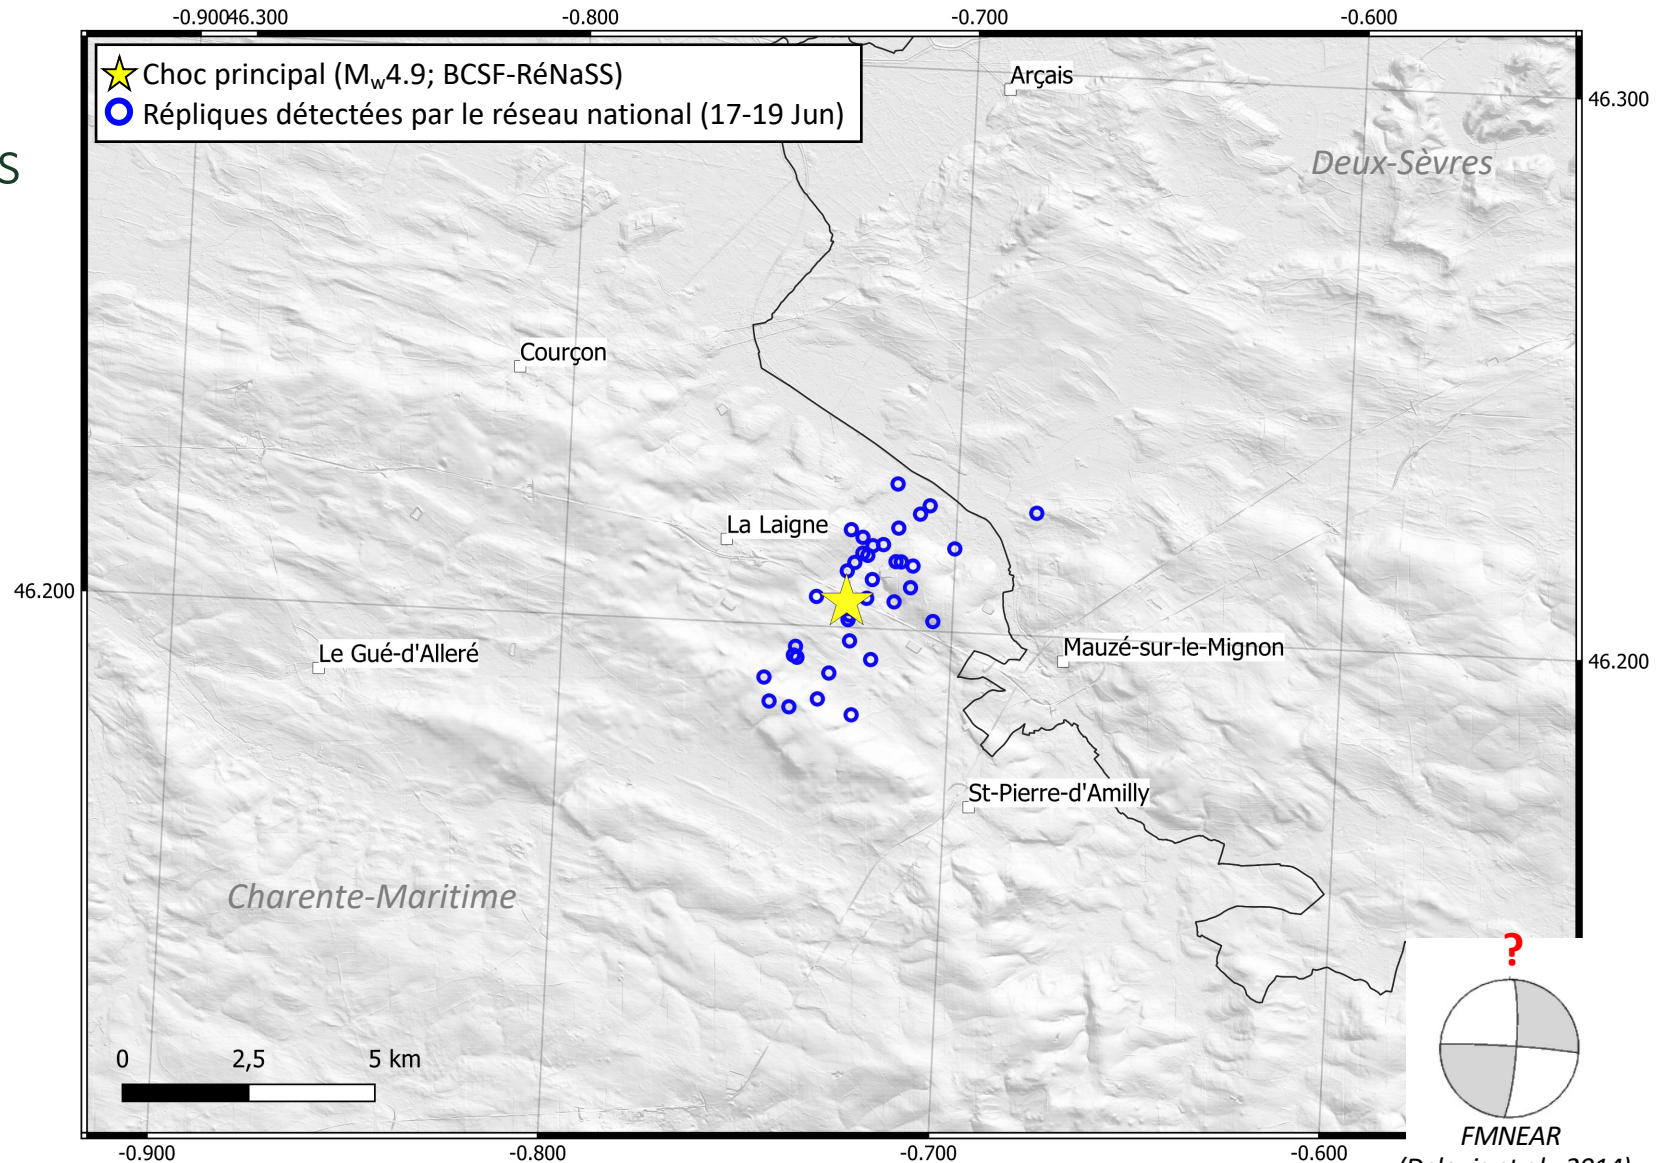 -0.90046.300 -0.800 -0.700 -0.600
Choc principal (Mw4.9; BCSF-RéNaSS)
Répliques détectées par le réseau national (17-19 Jun)
Arçais
46.300
S
Deux-Sèvres
Courçon
La Laigne
46.200
Le Gué-d'Alleré
Mauzé-sur-le-Mignon
46.200
St-Pierre-d'Amilly
Charente-Maritime
?
0 2,5 5 km
FMNEAR
-0.900 -0.800 -0.700 -0.600
2014)